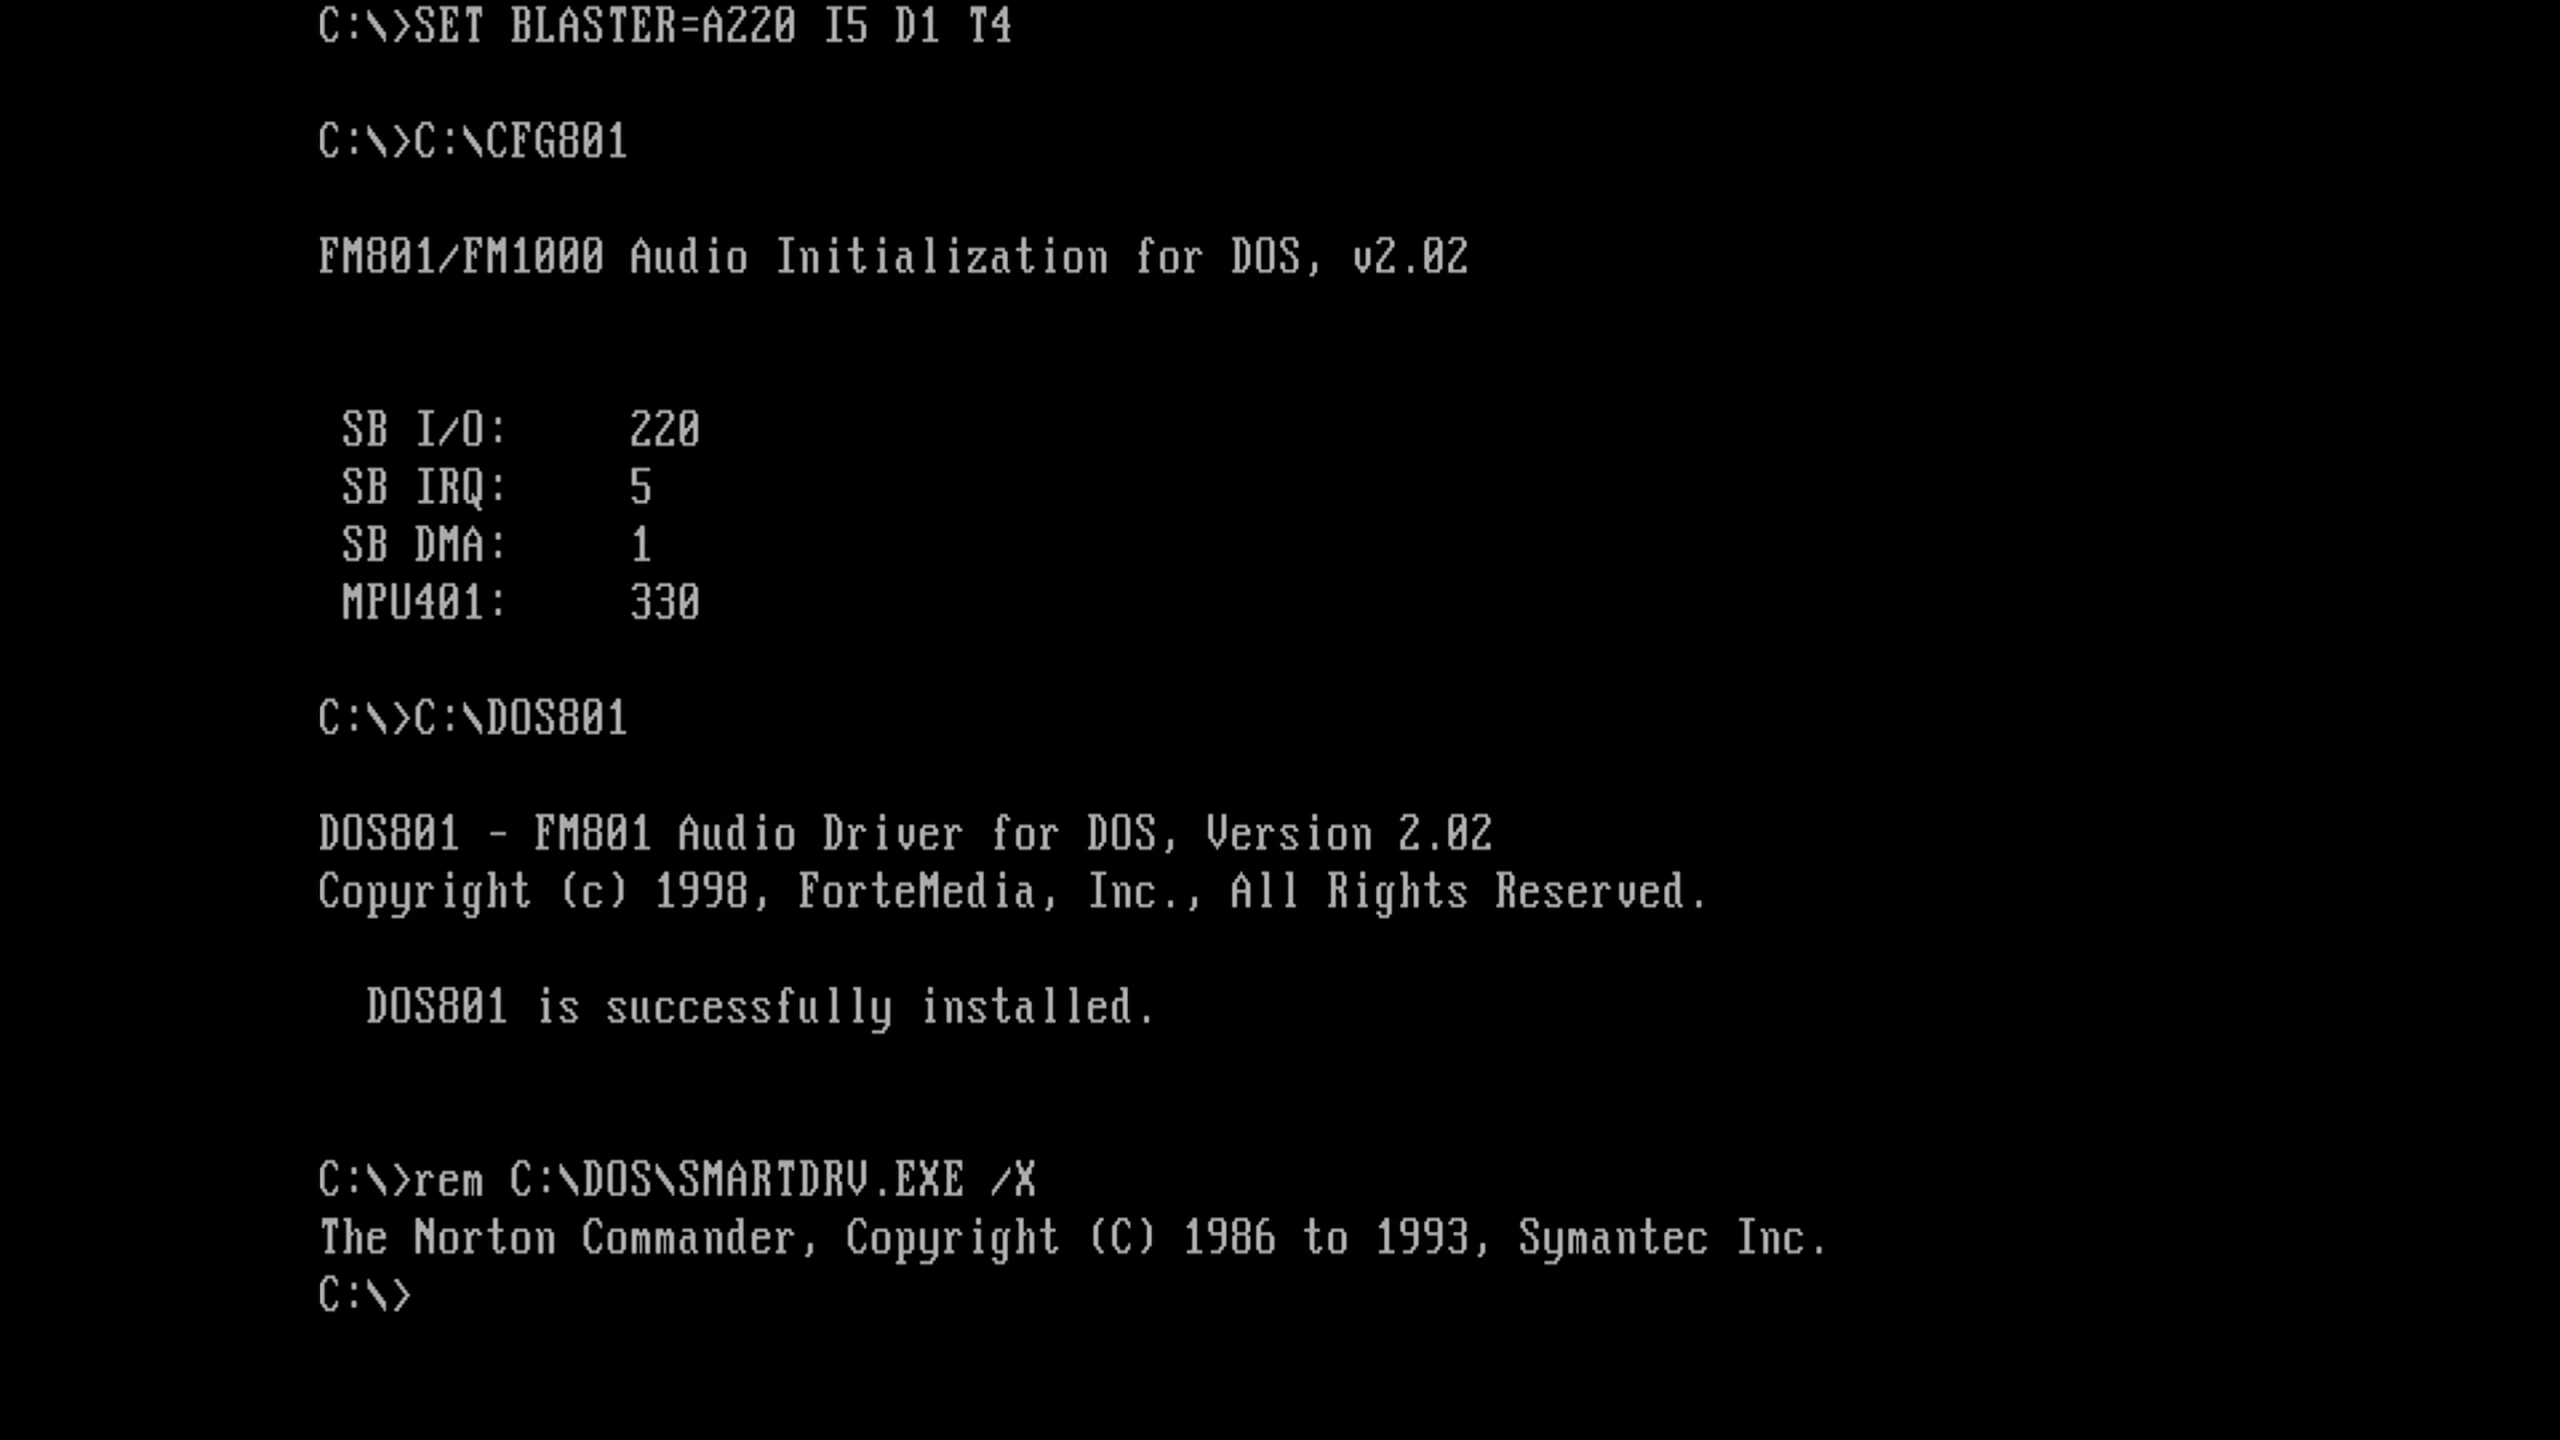 C:\>SET BLASTER=A220 I5 D1 T4
C:\>C:\CFG801
FM801/FM1000 Audio Initialization for DOS, v2.02
SB I/O: 220
SB IRQ: 5
SB DMA: 1
MPU401: 330
C:\>C:\DOS801
DOS801 - FM801 Audio Driver for DOS, Version 2.02
Copyright (c) 1998, ForteMedia, Inc., All Rights Reserved.
DOS801 is successfully installed.
C:\>rem C:\DOS\SMARTDRV.EXE /X
The Norton Commander, Copyright (C) 1986 to 1993, Symantec Inc.
C:\>